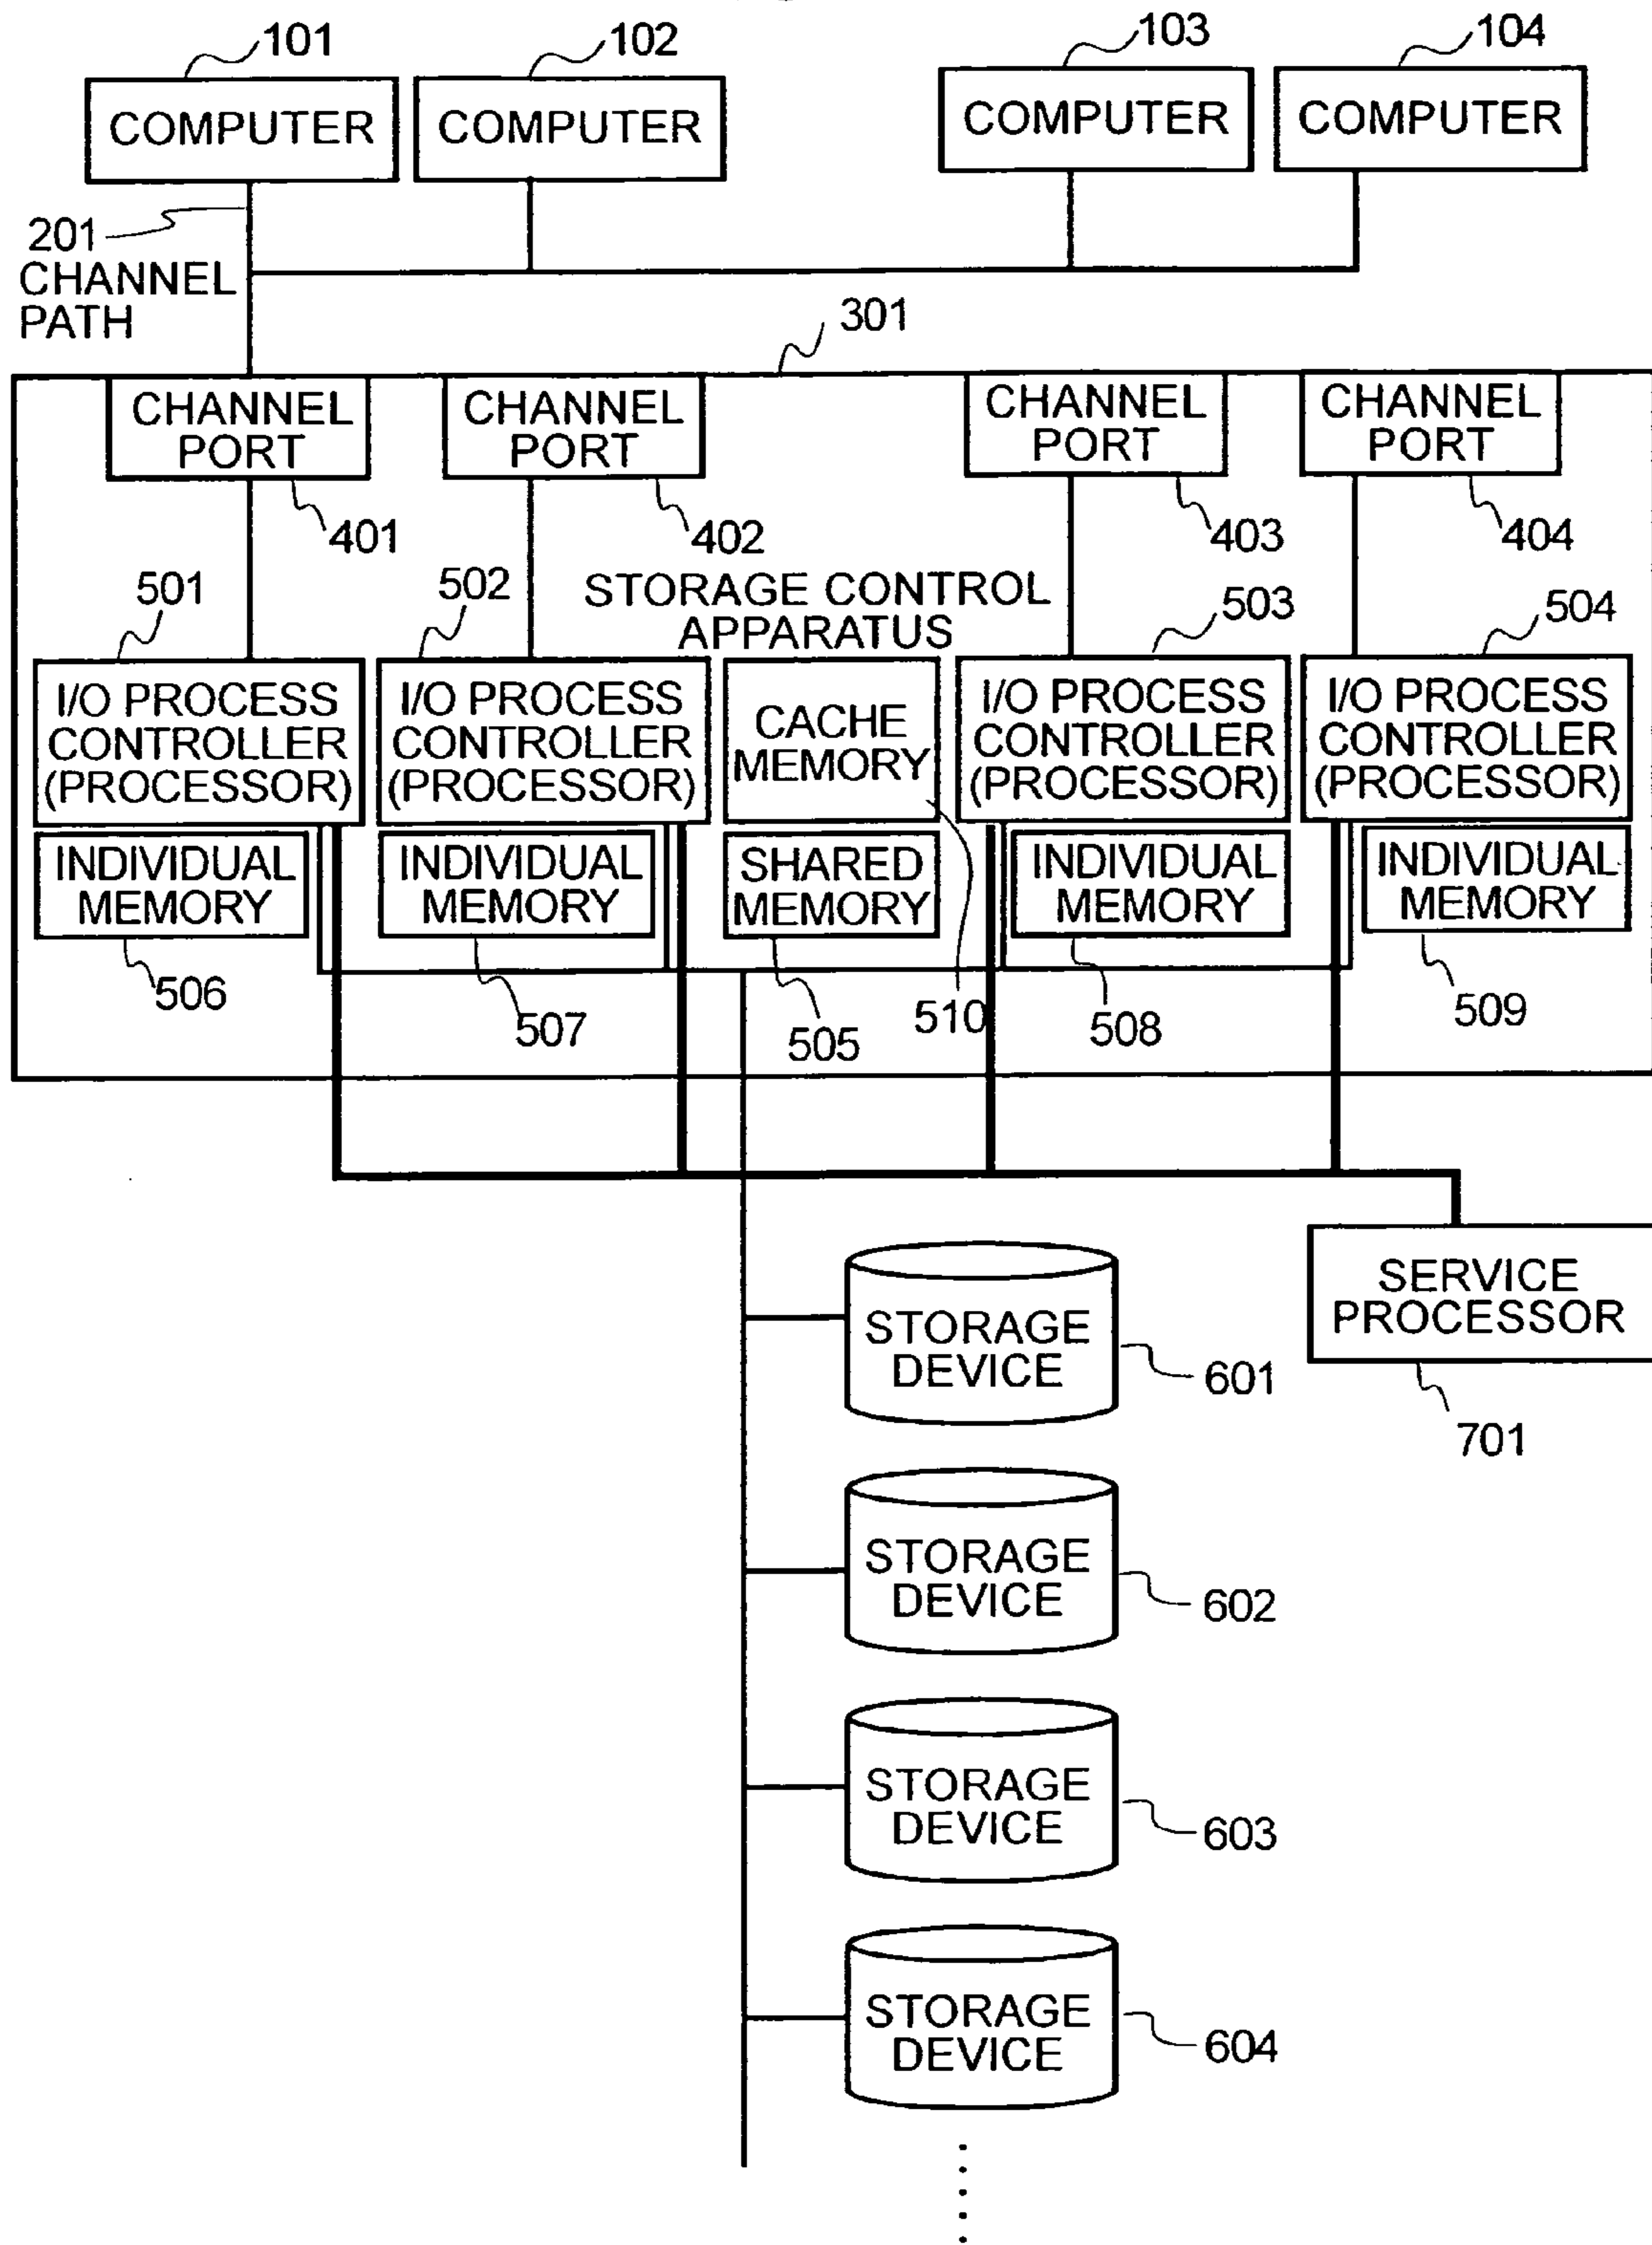 101
102
103
104
COMPUTER
COMPUTER
COMPUTER
COMPUTER
201
CHANNEL
PATH
301
CHANNEL
PORT
CHANNEL
PORT
CHANNEL
PORT
CHANNEL
PORT
401
402
403
404
STORAGE CONTROL
APPARATUS
501
502
503
504
I/O PROCESS
CONTROLLER
(PROCESSOR)
I/O PROCESS
CONTROLLER
(PROCESSOR)
CACHE
MEMORY
I/O PROCESS
CONTROLLER
(PROCESSOR)
I/O PROCESS
CONTROLLER
(PROCESSOR)
INDIVIDUAL
MEMORY
INDIVIDUAL
MEMORY
SHARED
MEMORY
INDIVIDUAL
MEMORY
INDIVIDUAL
MEMORY
506
507
505
510
508
509
SERVICE
PROCESSOR
701
STORAGE
DEVICE
601
STORAGE
DEVICE
602
STORAGE
DEVICE
603
STORAGE
DEVICE
604